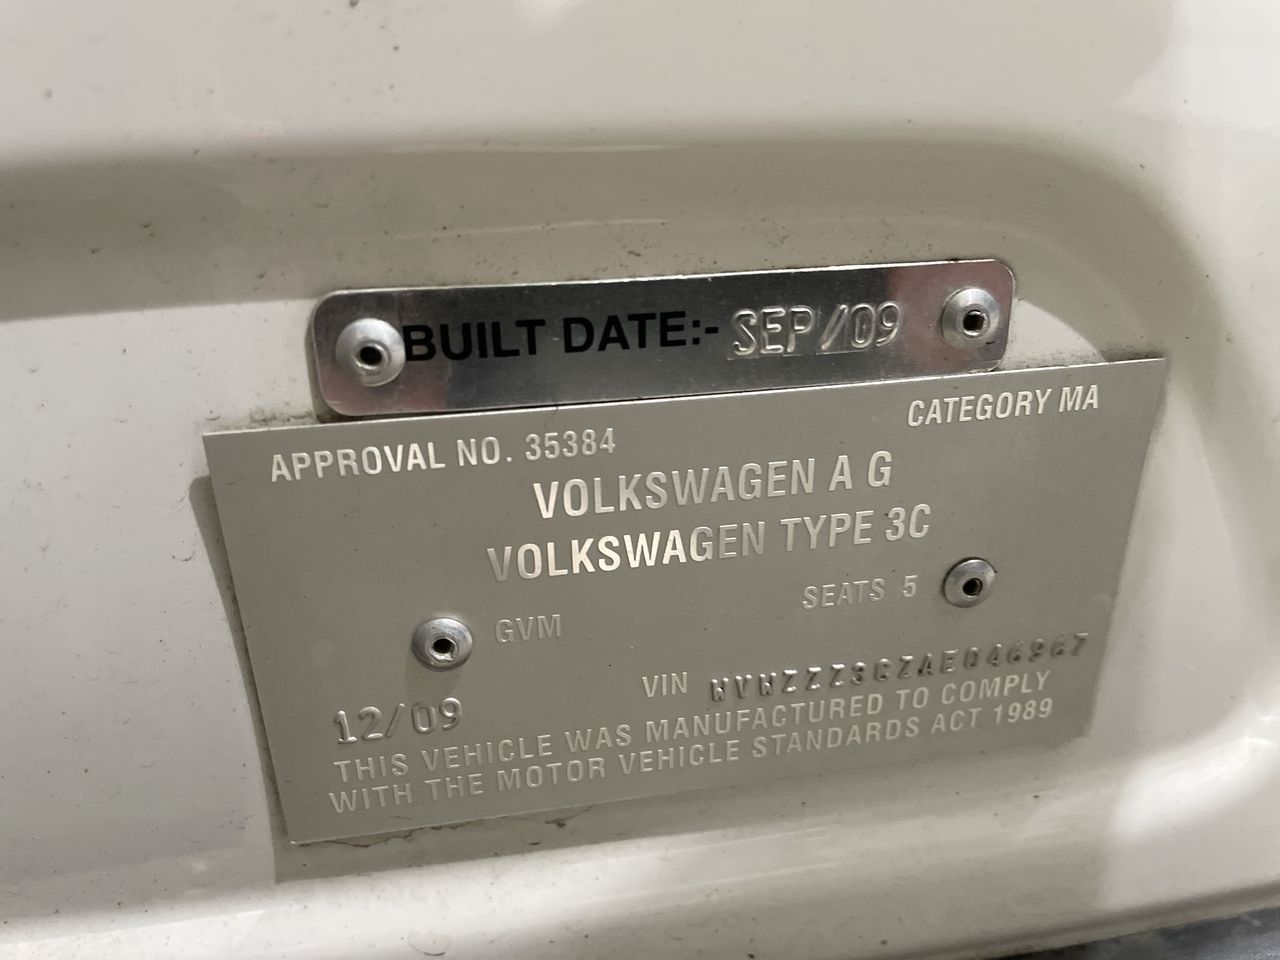 BUILT DATE:- SEP/09
APPROVAL NO. 35384
CATEGORY MA
VOLKSWAGEN A G
VOLKSWAGEN TYPE 3C
SEATS 5
GVM
VIN WVWZZZ3CZAE046967
12/09
THIS VEHICLE WAS MANUFACTURED TO COMPLY
WITH THE MOTOR VEHICLE STANDARDS ACT 1989